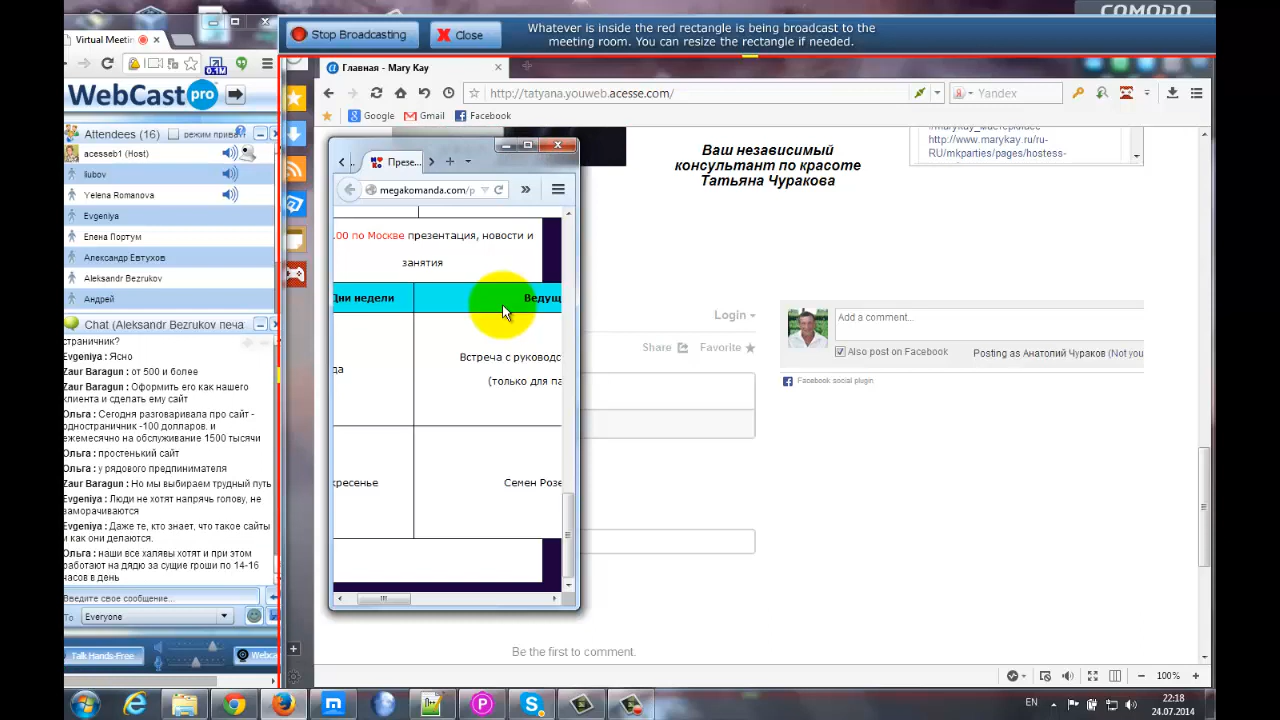 COMODO
Stop Broadcasting
Close
Whatever is inside the red rectangle is being broadcast to the
meeting room. You can resize the rectangle if needed.
Virtual Meeti
0.1M
WebCast pro
Attendees (16)
режим прива
acesseb1 (Host)
liubov
Yelena Romanova
Evgeniya
Елена Портум
Александр Евтухов
Aleksandr Bezrukov
Андрей
Chat (Aleksandr Bezrukov печа
страничник?
Evgeniya : Ясно
Zaur Baragun : от 500 и более
Zaur Baragun : Оформить его как нашего
клиента и сделать ему сайт
Ольга : Сегодня разговаривала про сайт -
одностраничник -100 долларов. и
ежемесячно на обслуживание 1500 тысячи
Ольга : простенький сайт
Ольга : у рядового предпинимателя
Zaur Baragun : Но мы выбираем трудный путь
Evgeniya : Люди не хотят напрячь голову, не
заморачиваются
Evgeniya : Даже те, кто знает, что такое сайты
и как они делаются.
Ольга : наши все халявы хотят и при этом
работают на дядю за сущие гроши по 14-16
часов в день
Введите свое сообщение...
To
Everyone
Talk Hands-Free
Webca
Главная - Mary Kay
http://tatyana.youweb.acesse.com/
Yandex
Google
Gmail
Facebook
Ваш независимый
консультант по красоте
Татьяна Чуракова
http://www.marykay.ru/ru-
RU/mkparties/pages/hostess-
Презе...
megakomanda.com/p
.00 по Москве презентация, новости и
занятия
Дни недели
Ведущ
Встреча с руководс
да
(только для па
кресенье
Семен Розе
Login
Share
Favorite
Add a comment...
Also post on Facebook
Posting as Анатолий Чураков (Not you
Facebook social plugin
Be the first to comment.
100%
EN
22:18
24.07.2014